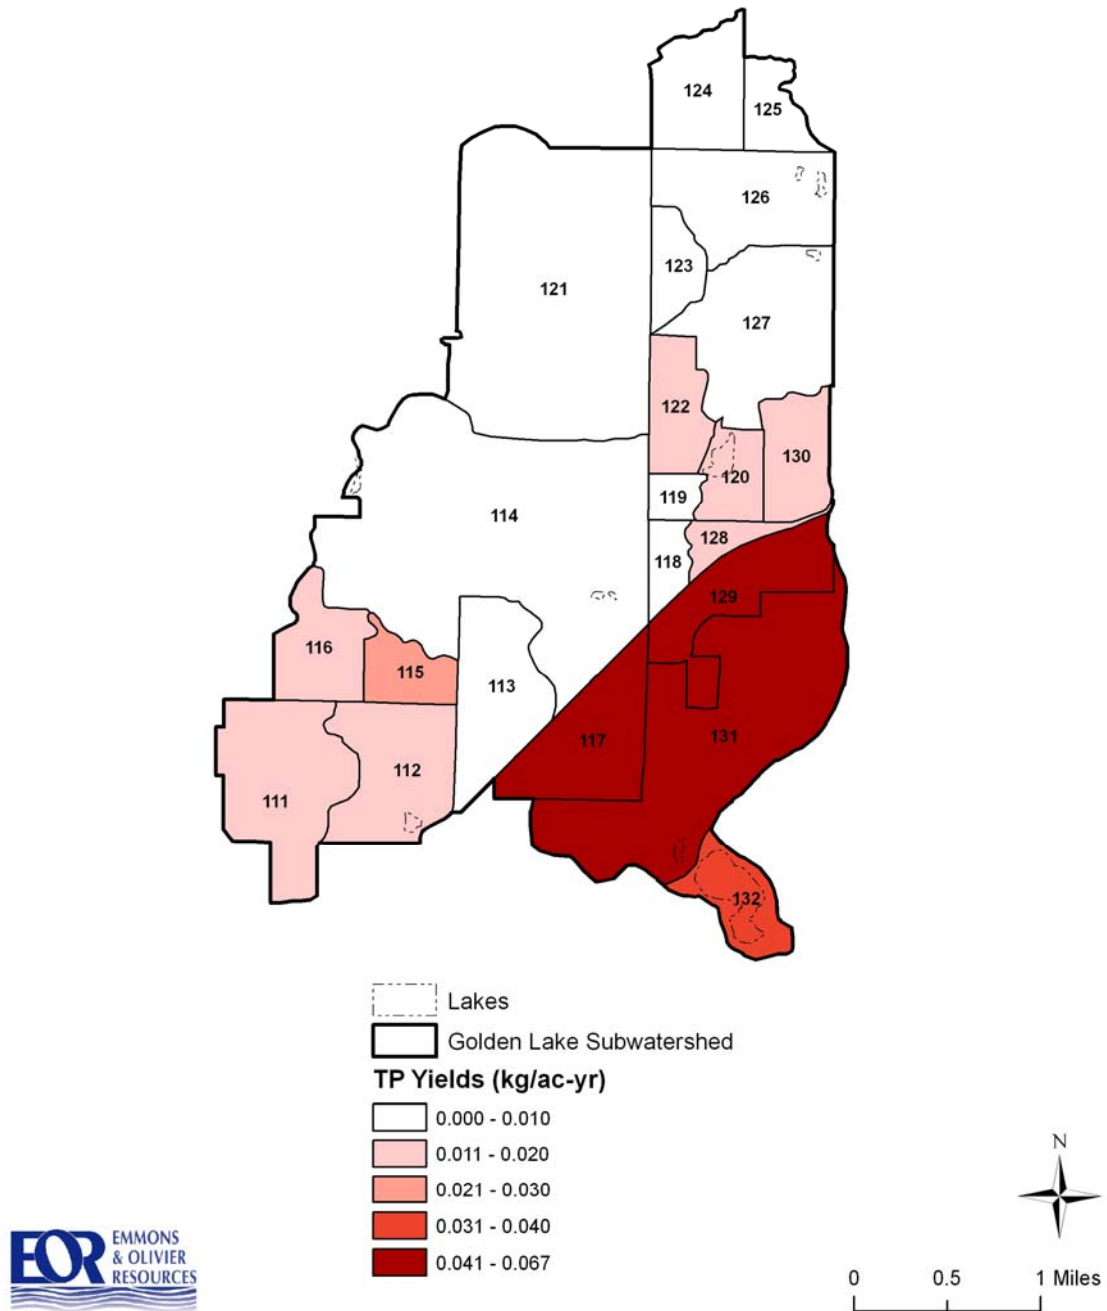 124
125
126
123
121
127
122
130
120
119
114
128
118
129
116
115
113
131
117
112
111
132
Lakes
Golden Lake Subwatershed
TP Yields (kg/ac-yr)
0.000 - 0.010
0.011 - 0.020
0.021 - 0.030
0.031 - 0.040
0.041 - 0.067
N
EOR
EMMONS
& OLIVIER
RESOURCES
0 0.5 1 Miles